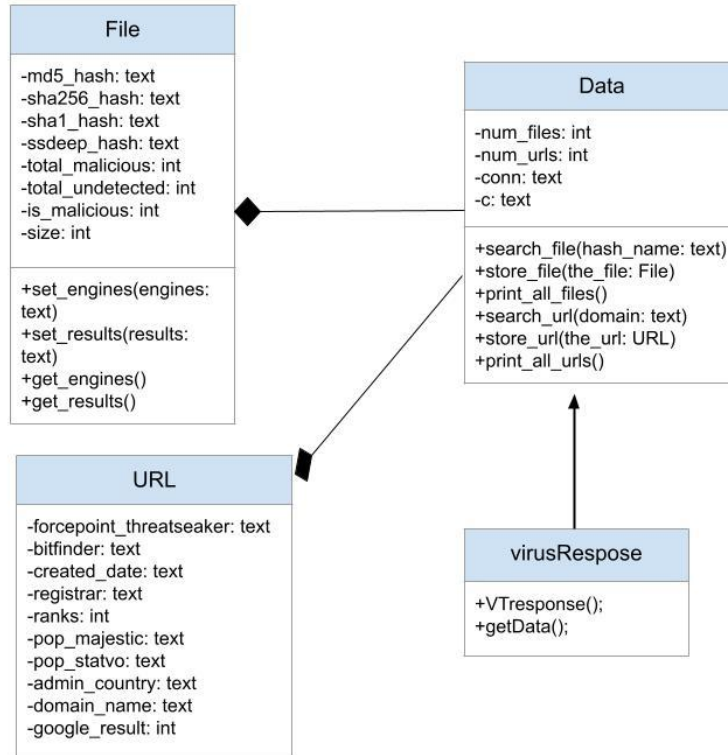 File
-md5_hash: text
-sha256_hash: text
-sha1_hash: text
-ssdeep_hash: text
-total_malicious: int
-total_undetected: int
-is_malicious: int
-size: int
+set_engines(engines:
text)
+set_results(results:
text)
+get_engines()
+get_results()
Data
-num_files: int
-num_urls: int
-conn: text
-c: text
+search_file(hash_name: text)
+store_file(the_file: File)
+print_all_files()
+search_url(domain: text)
+store_url(the_url: URL)
+print_all_urls()
URL
-forcepoint_threatseaker: text
-bitfinder: text
-created_date: text
-registrar: text
-ranks: int
-pop_majestic: text
-pop_statvo: text
-admin_country: text
-domain_name: text
-google_result: int
virusRespose
+VTresponse();
+getData();